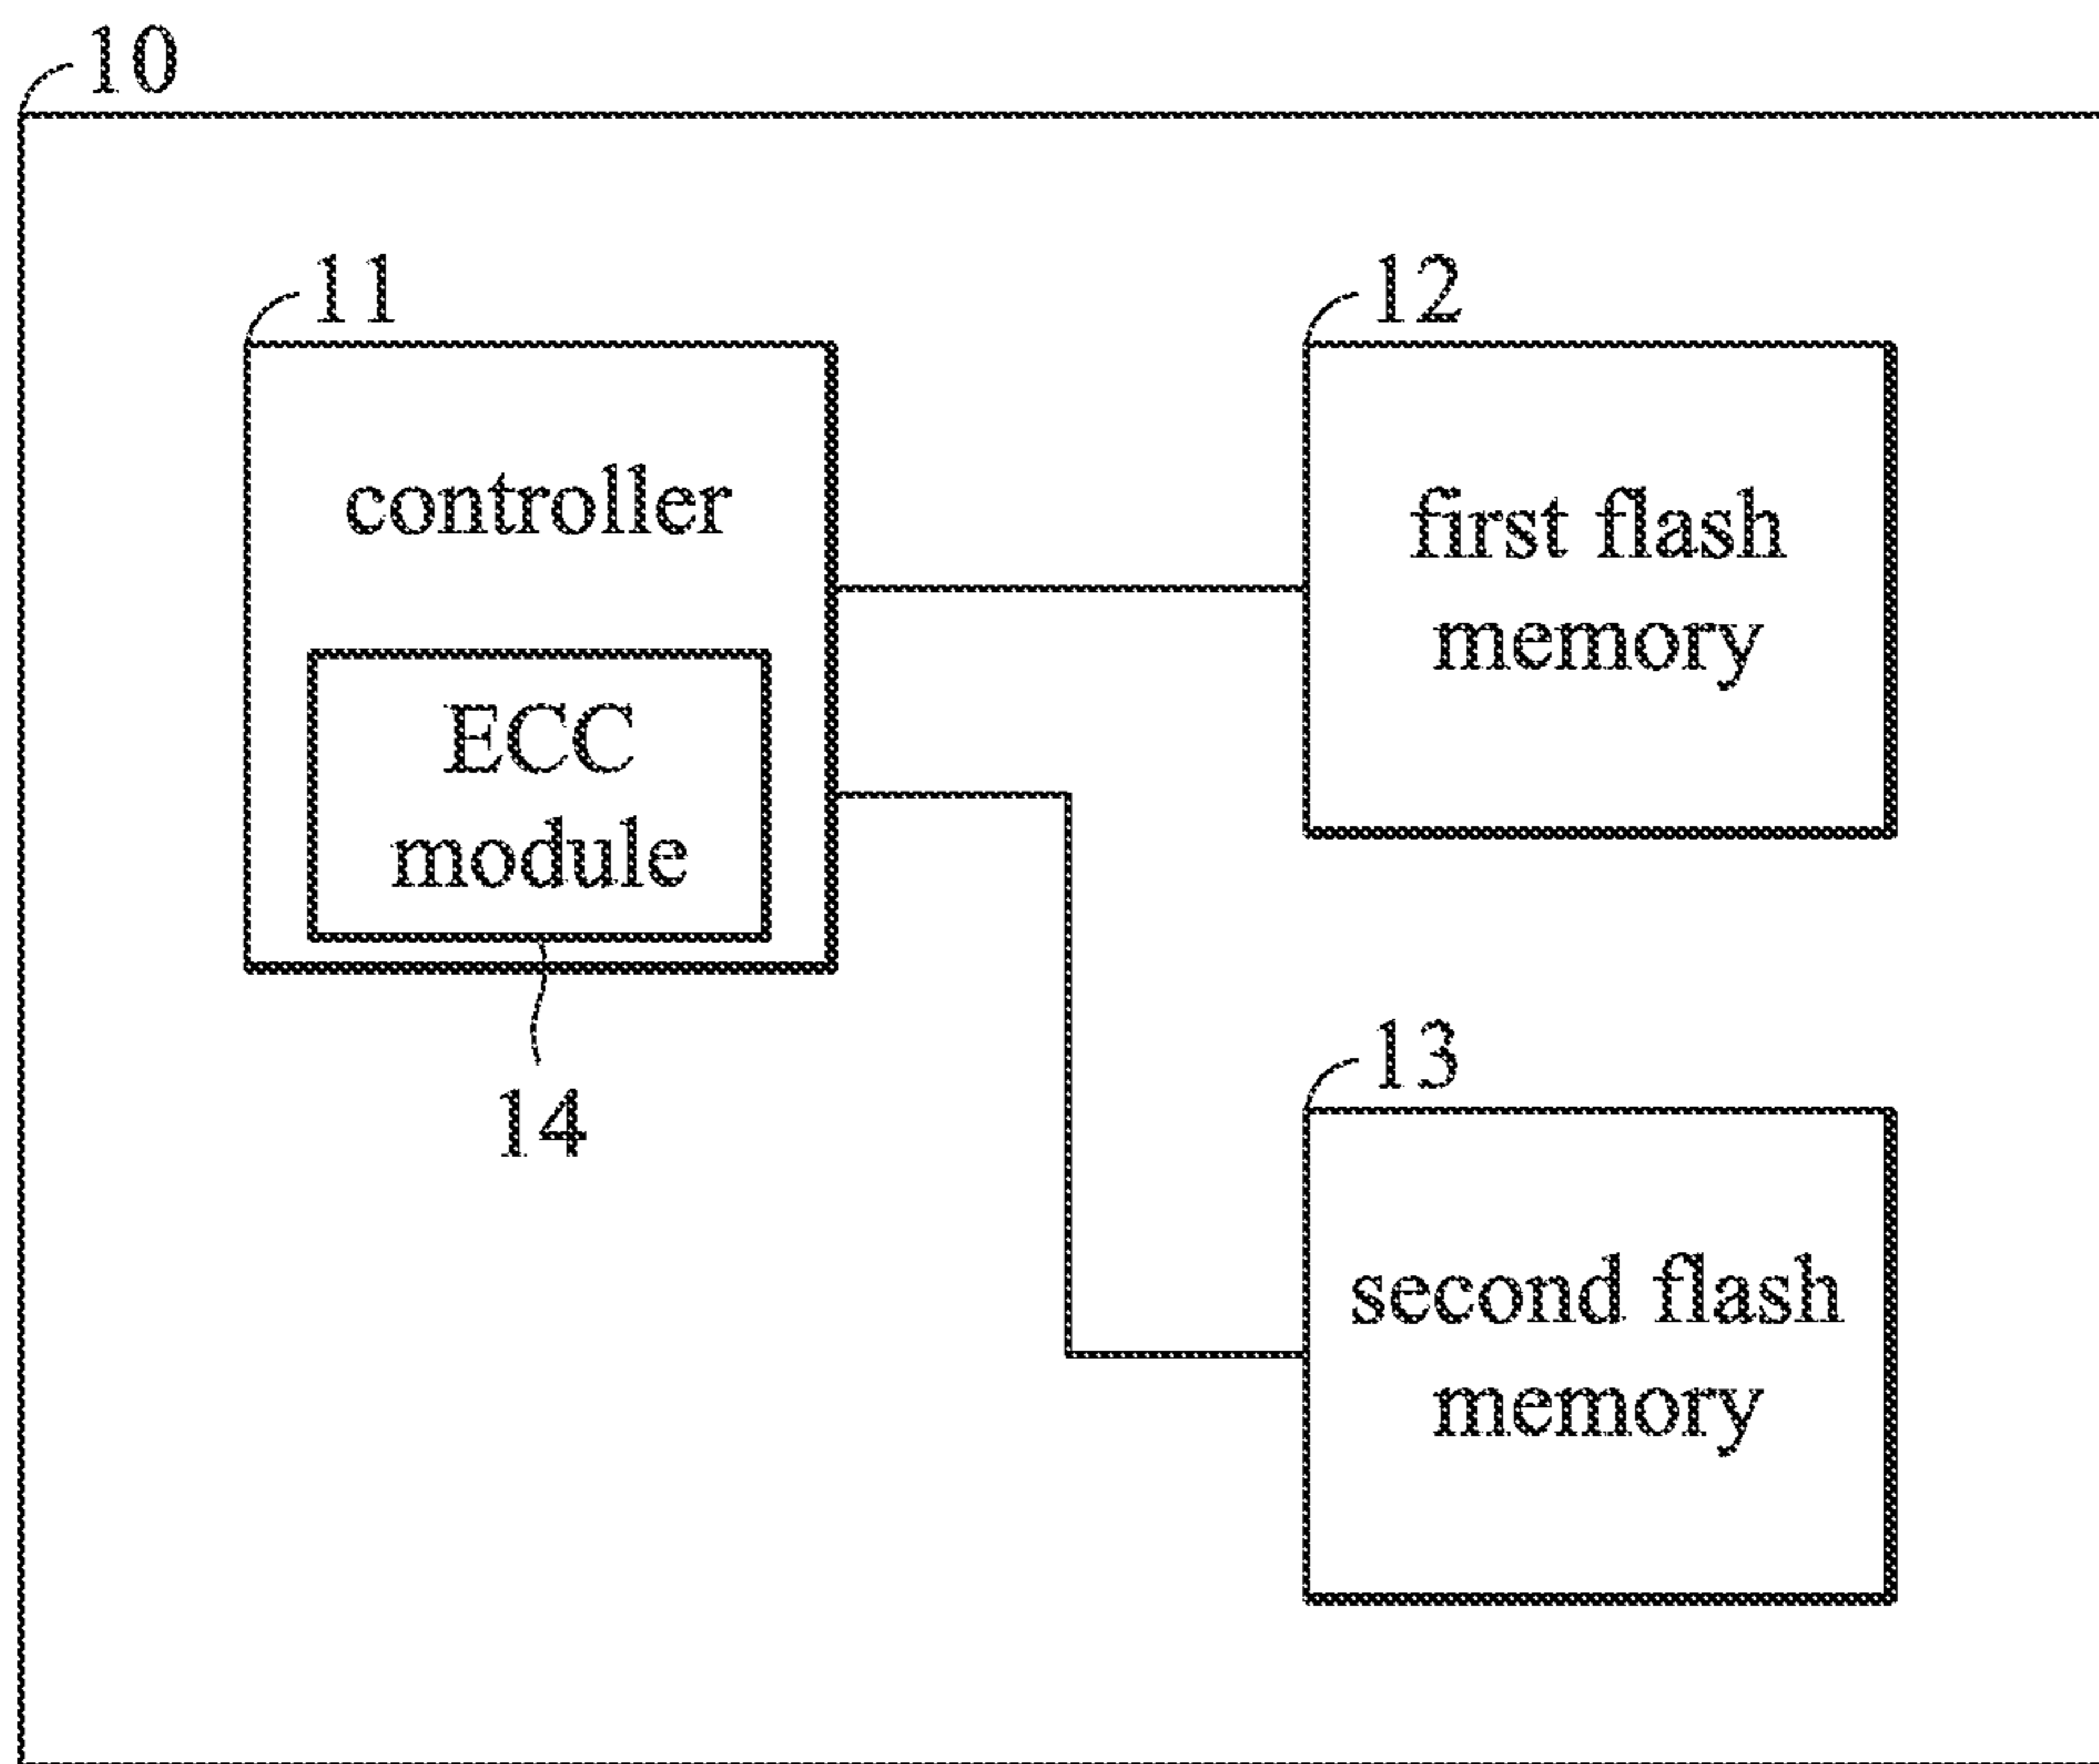 10
11
controller
ECC
module
14
12
first flash
memory
13
second flash
memory